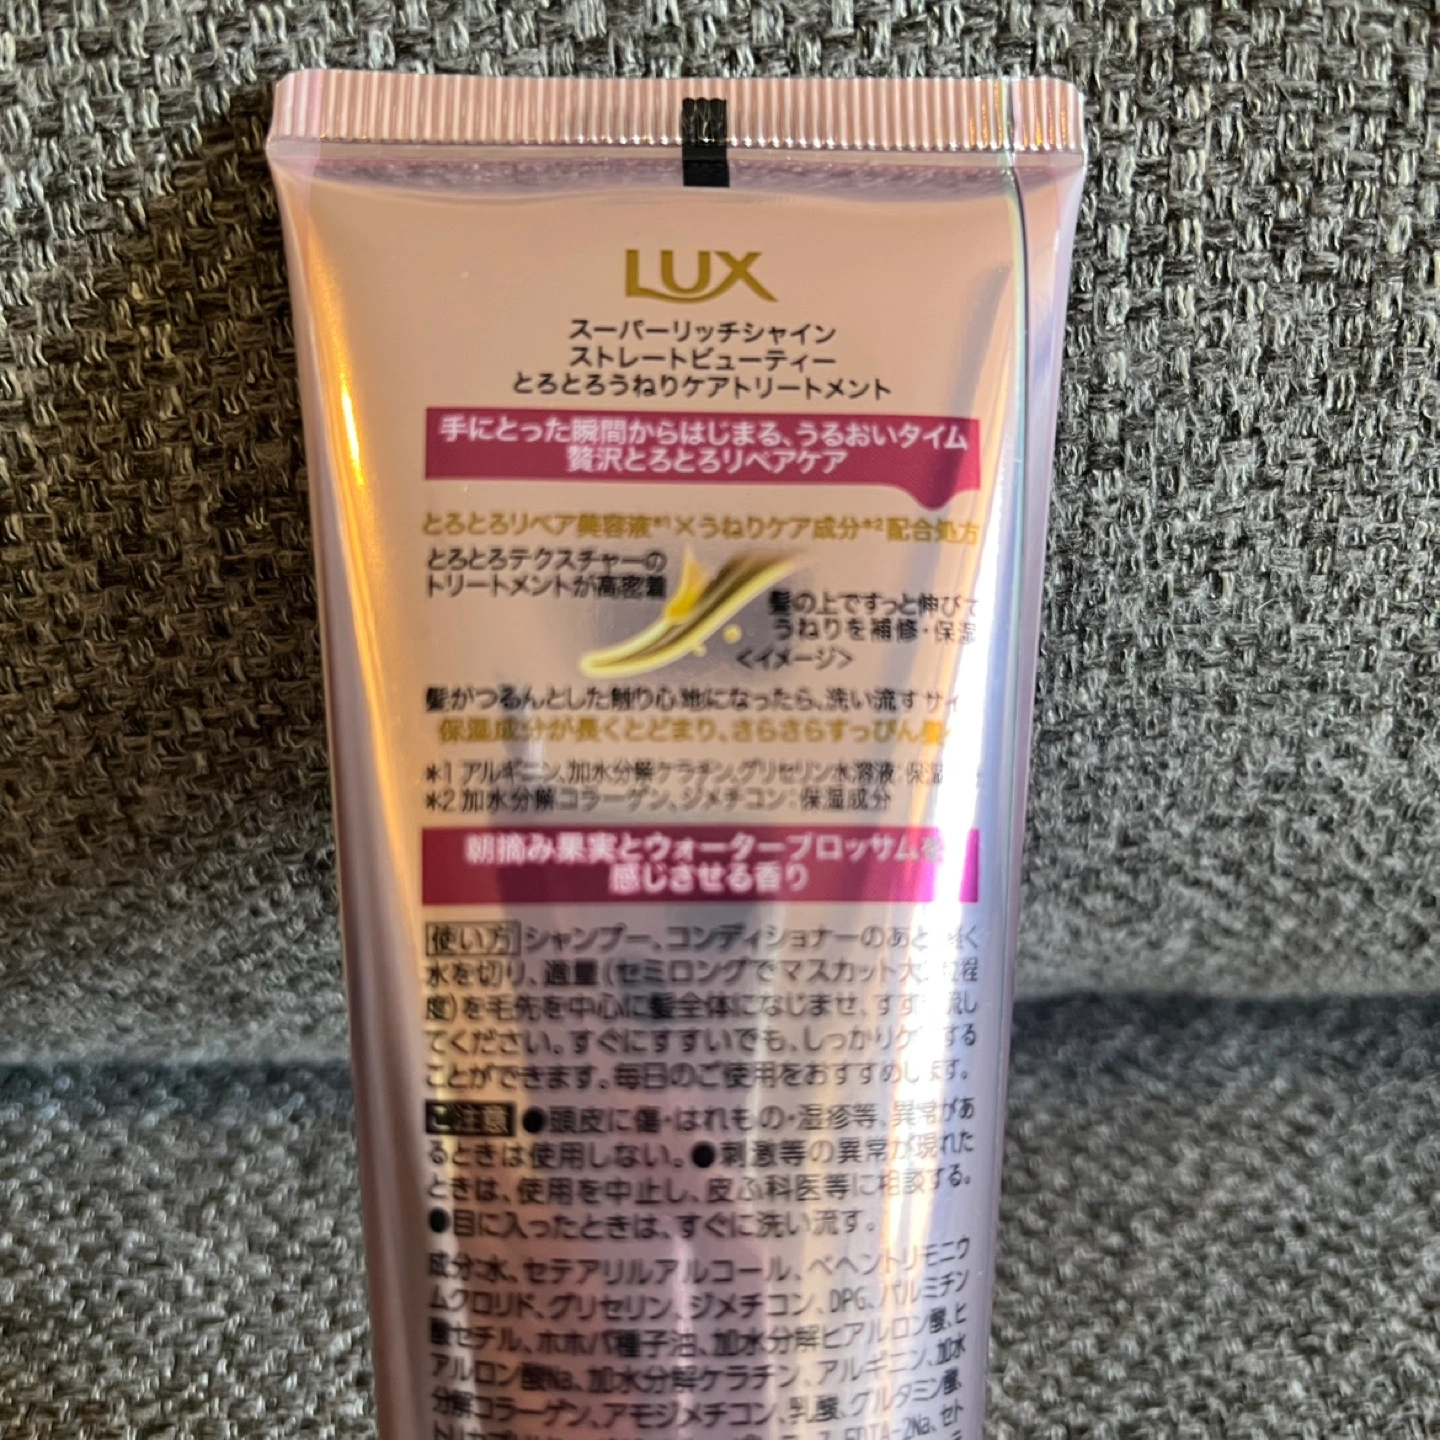 LUX
スーパーリッチシャイン
ストレートビューティー
とろとろうねりケアトリートメント
手にとった瞬間からはじまる、うるおいタイム
贅沢とろとろリペアケア
とろとろリペア美容液*1×うねりケア成分*2配合処方
とろとろテクスチャーの
トリートメントが高密着
髪の上ですっと伸びて
うねりを補修・保湿
<イメージ>
髪がつるんとした触り心地になったら、洗い流すサイ
保湿成分が長くとどまり、さらさらすっぴん髪へ
*1 アルギニン、加水分解ケラチン、グリセリン水溶液:保湿
*2 加水分解コラーゲン、ジメチコン:保湿成分
朝摘み果実とウォーターブロッサムを
感じさせる香り
使い方 シャンプー、コンディショナーのあと 軽く
水を切り、適量(セミロングでマスカット大 粒程
度)を毛先を中心に髪全体になじませ、すす 流し
てください。すぐにすすいでも、しっかりケ する
ことができます。毎日のご使用をおすすめします。
ご注意 ●頭皮に傷・はれもの・湿疹等、異常があ
るときは使用しない。●刺激等の異常が現れた
ときは、使用を中止し、皮ふ科医等に相談する。
●目に入ったときは、すぐに洗い流す。
成分:水、セテアリルアルコール、ベヘントリモニウ
ムクロリド、グリセリン、ジメチコン、DPG、パルミチン
酸セチル、ホホバ種子油、加水分解ヒアルロン酸、ヒ
アルロン酸Na、加水分解ケラチン、アルギニン、加水
分解コラーゲン、アモジメチコン、乳酸、グルタミン酸、
EDTA-2Na、セト